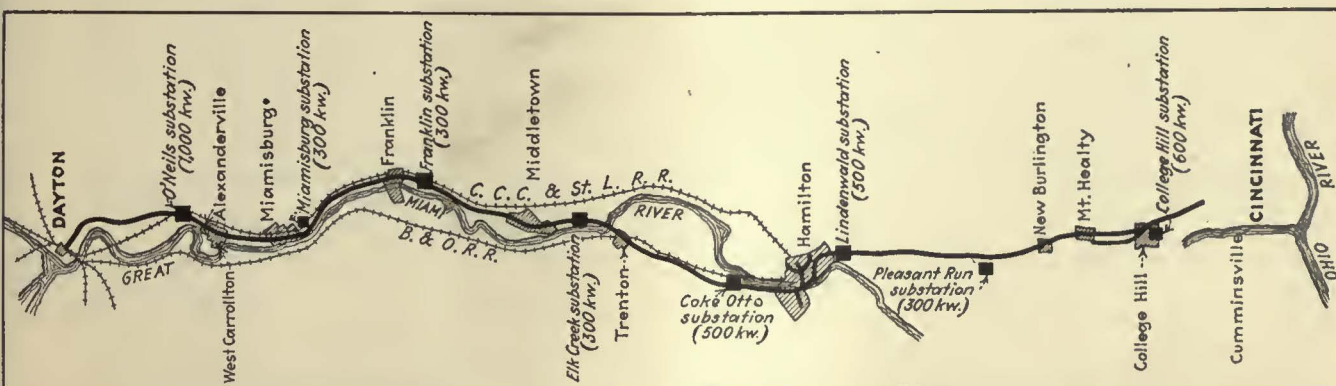 DAYTON
O'Neils substation
(1,000 kw.)
Alexanderville
Miamisburg
Miamisburg substation
(300 kw.)
Franklin
Franklin substation
(300 kw.)
Middletown
C. C. C. & St. L. R. R.
GREAT
MIAMI
RIVER
B. & O. R. R.
West Carrollton
Elk Creek substation
(300 kw.)
Trenton
Coke Otto
substation
(500 kw.)
Hamilton
Lindenwald substation
(500 kw.)
Pleasant Run
substation
(300 kw.)
New Burlington
Mt. Healty
College Hill substation
(600 kw.)
College Hill
Cumminsville
CINCINNATI
OHIO RIVER